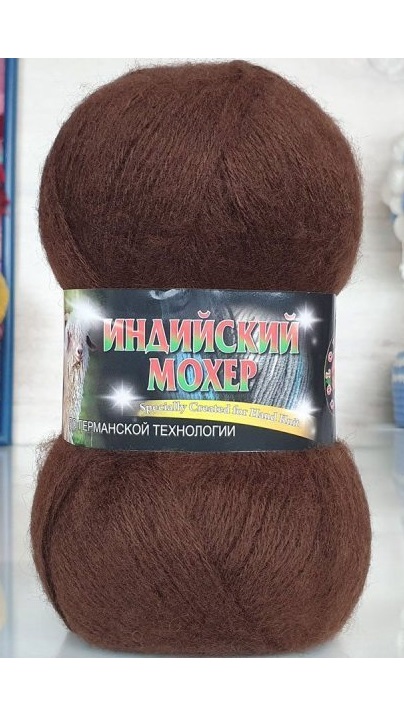 ИНДИЙСКИЙ
МОХЕР
Specially Created for Hand Knit
ГЕРМАНСКОЙ ТЕХНОЛОГИИ